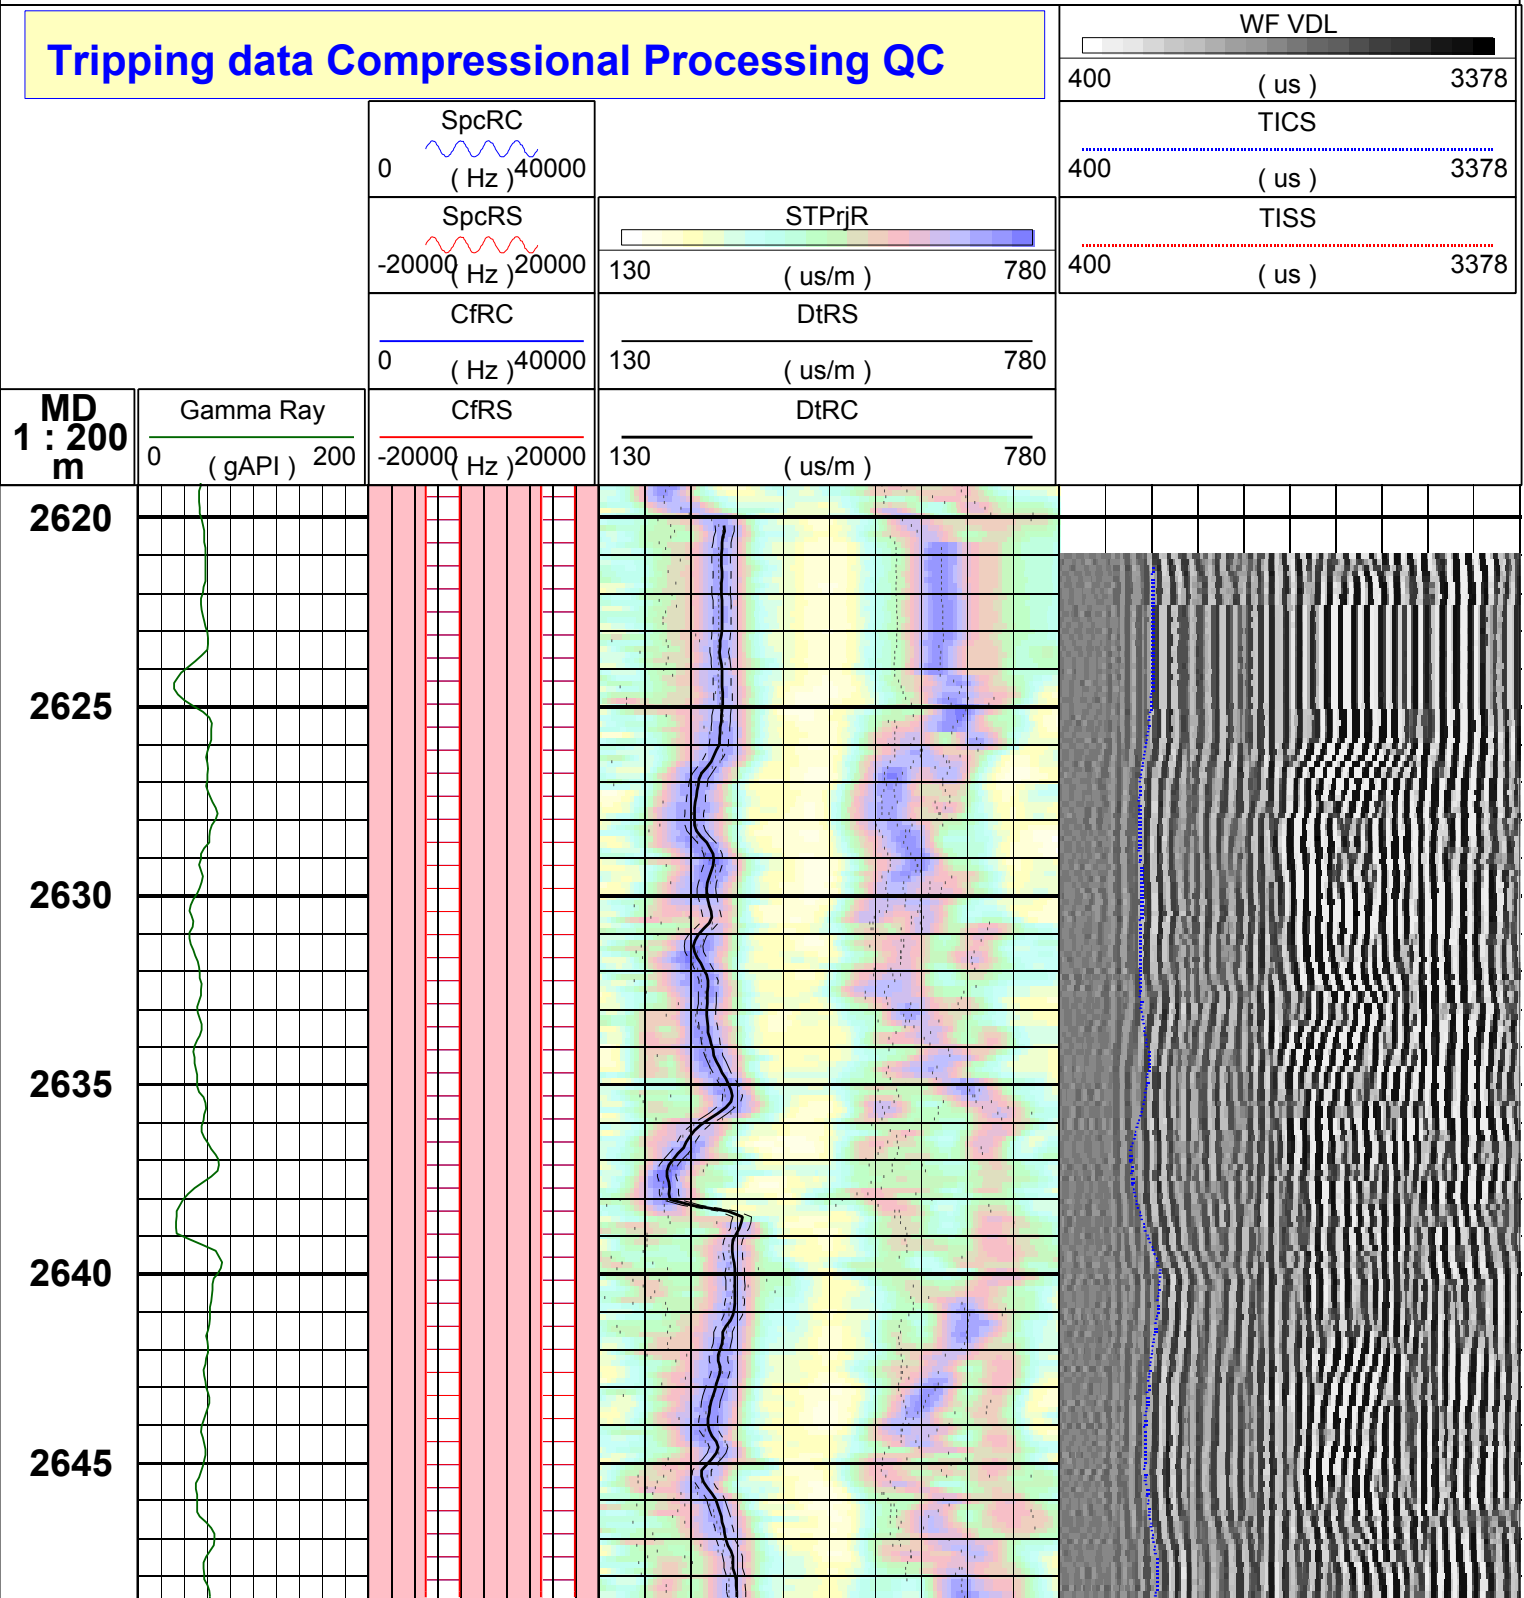 Tripping data Compressional Processing QC
WF VDL
400 ( us ) 3378
SpcRC
0 ( Hz ) 40000
TICS
400 ( us ) 3378
SpcRS
-20000 ( Hz ) 20000
STPrjR
130 ( us/m ) 780
TISS
400 ( us ) 3378
CfRC
0 ( Hz ) 40000
DtRS
130 ( us/m ) 780
MD
1 : 200
m
Gamma Ray
0 ( gAPI ) 200
CfRS
-20000 ( Hz ) 20000
DtRC
130 ( us/m ) 780
2620
2625
2630
2635
2640
2645